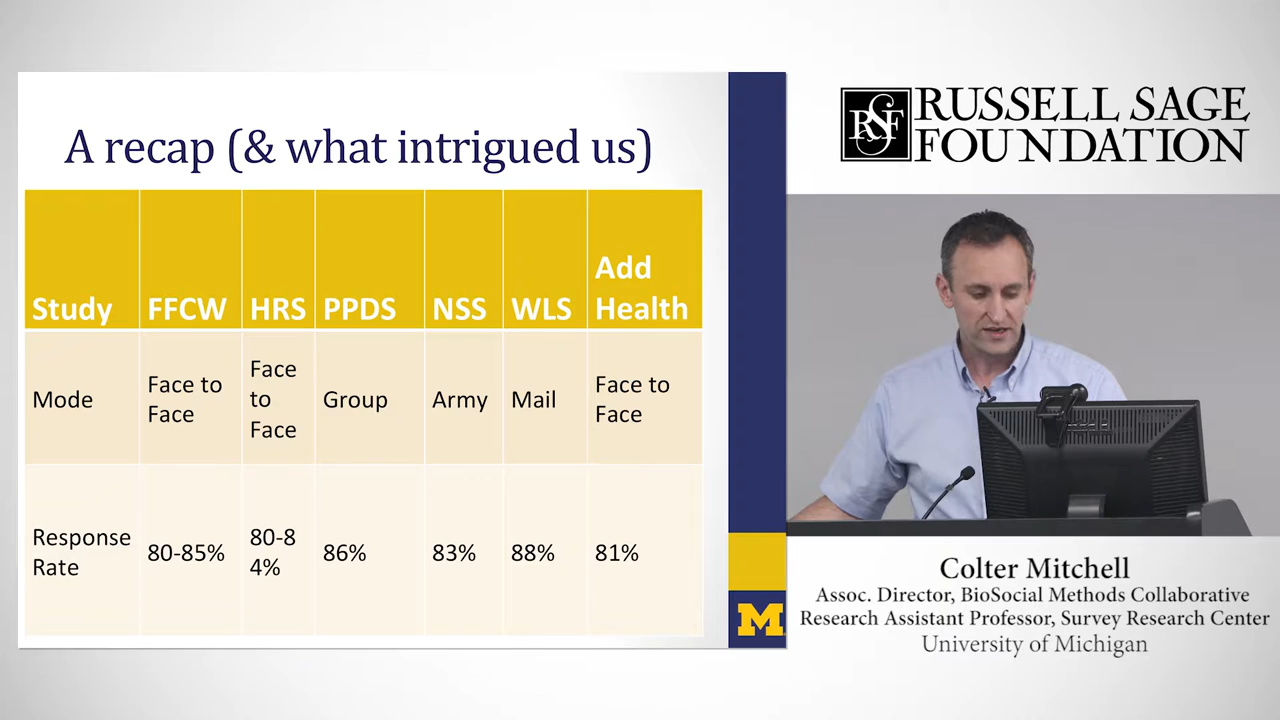 A recap (& what intrigued us)
Study FFCW HRS PPDS NSS WLS Add Health
Mode Face to Face Face to Face Group Army Mail Face to Face
Response Rate 80-85% 80-84% 86% 83% 88% 81%
M
RSF RUSSELL SAGE
FOUNDATION
Colter Mitchell
Assoc. Director, BioSocial Methods Collaborative
Research Assistant Professor, Survey Research Center
University of Michigan